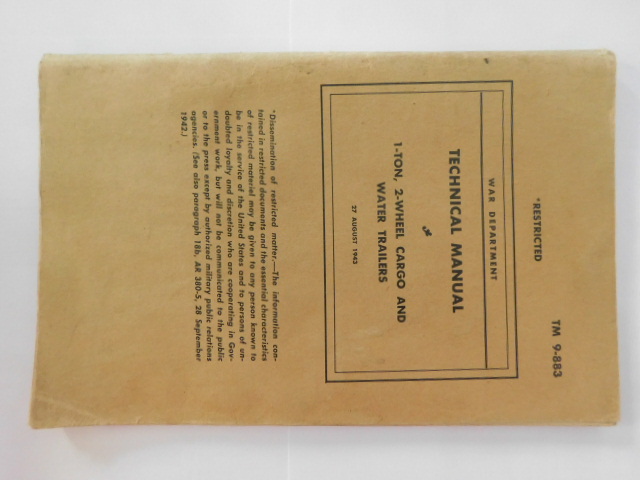 TM 9-883
*RESTRICTED
WAR DEPARTMENT
TECHNICAL MANUAL
1-TON, 2-WHEEL CARGO AND
WATER TRAILERS
27 AUGUST 1943
*Dissemination of restricted matter.—The information con-
tained in restricted documents and the essential characteristics
of restricted materiel may be given to any person known to
be in the service of the United States and to persons of un-
doubted loyalty and discretion who are cooperating in Gov-
ernment work, but will not be communicated to the public
or to the press except by authorized military public relations
agencies. (See also paragraph 18b, AR 380-5, 28 September
1942.)